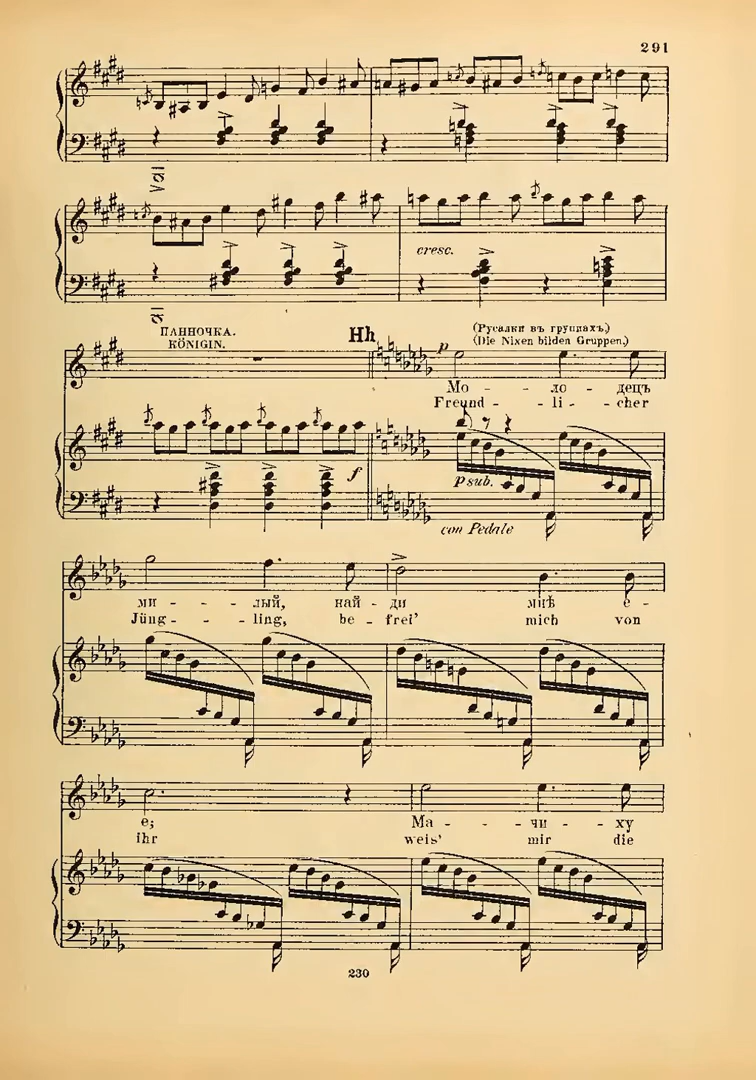 291
cresc.
ПАННОЧКА.
KÖNIGIN.
Hh
(Русалки въ группахъ.)
(Die Nixen bilden Gruppen.)
p
Мо - - ло - децъ
Freund - - li - cher
f
p sub.
con Pedale
ми - - лый, най - ди мнѣ е -
Jüng - - ling, be - frei' mich von
е; Ма - - чи - - ху
ihr weis' mir die
230